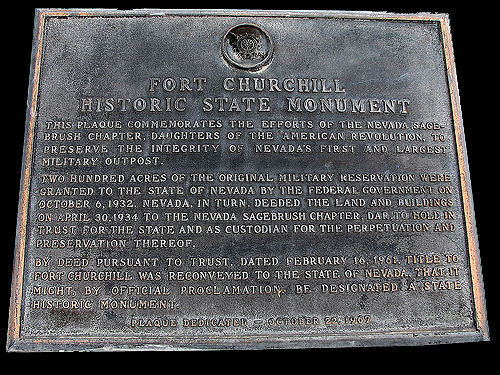 FORT CHURCHILL
HISTORIC STATE MONUMENT
THIS PLAQUE COMMEMORATES THE EFFORTS OF THE NEVADA SAGE-
BRUSH CHAPTER, DAUGHTERS OF THE AMERICAN REVOLUTION TO
PRESERVE THE INTEGRITY OF NEVADA'S FIRST AND LARGEST
MILITARY OUTPOST.
TWO HUNDRED ACRES OF THE ORIGINAL MILITARY RESERVATION WERE
GRANTED TO THE STATE OF NEVADA BY THE FEDERAL GOVERNMENT ON
OCTOBER 6, 1932. NEVADA, IN TURN, DEEDED THE LAND AND BUILDINGS
ON APRIL 30, 1934 TO THE NEVADA SAGEBRUSH CHAPTER, DAR, TO HOLD IN
TRUST FOR THE STATE AND AS CUSTODIAN FOR THE PERPETUATION AND
PRESERVATION THEREOF.
BY DEED PURSUANT TO TRUST, DATED FEBRUARY 16, 1961, TITLE TO
FORT CHURCHILL WAS RECONVEYED TO THE STATE OF NEVADA, THAT IT
MIGHT, BY OFFICIAL PROCLAMATION, BE DESIGNATED A STATE
HISTORIC MONUMENT.
PLAQUE DEDICATED — OCTOBER 22, 1967